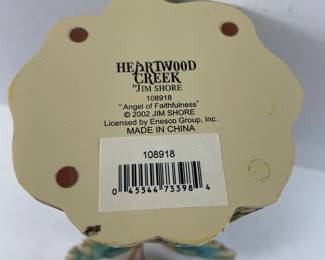 HEARTWOOD
CREEK
by JIM SHORE
108918
"Angel of Faithfulness"
© 2002 JIM SHORE
Licensed by Enesco Group, Inc.
MADE IN CHINA
108918
0 45544 73398 4